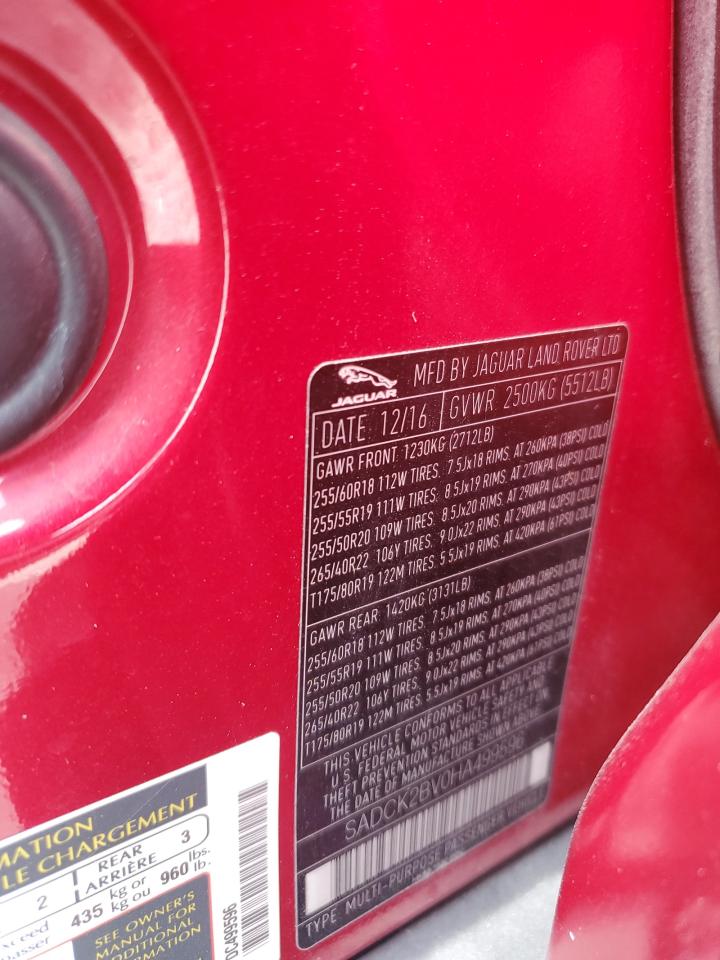 JAGUAR
MFD BY JAGUAR LAND ROVER LTD
DATE 12/16 GVWR 2500KG (5512LB)
GAWR FRONT 1230KG (2712LB)
255/60R18 112W TIRES. 7.5Jx18 RIMS. AT 260KPA (38PSI) COLD
255/55R19 111W TIRES. 8.5Jx19 RIMS. AT 270KPA (40PSI) COLD
255/50R20 109W TIRES. 8.5Jx20 RIMS. AT 290KPA (43PSI) COLD
265/40R22 106Y TIRES. 9.0Jx22 RIMS. AT 290KPA (43PSI) COLD
T175/80R19 122M TIRES. 5.5Jx19 RIMS. AT 420KPA (61PSI) COLD
GAWR REAR 1420KG (3131LB)
255/60R18 112W TIRES. 7.5Jx18 RIMS. AT 260KPA (38PSI) COLD
255/55R19 111W TIRES. 8.5Jx19 RIMS. AT 270KPA (40PSI) COLD
255/50R20 109W TIRES. 8.5Jx20 RIMS. AT 290KPA (43PSI) COLD
265/40R22 106Y TIRES. 9.0Jx22 RIMS. AT 290KPA (43PSI) COLD
T175/80R19 122M TIRES. 5.5Jx19 RIMS. AT 420KPA (61PSI) COLD
THIS VEHICLE CONFORMS TO ALL APPLICABLE
U.S. FEDERAL MOTOR VEHICLE SAFETY AND
THEFT PREVENTION STANDARDS IN EFFECT ON
THE DATE OF MANUFACTURE SHOWN ABOVE
SADCK2BV0HA499596
TYPE: MULTI-PURPOSE PASSENGER VEHICLE
MATION
LE CHARGEMENT
2 REAR 3
ARRIÈRE
xceed 435 kg or 960 lbs.
passer kg ou lb.
SEE OWNER'S
MANUAL FOR
ADDITIONAL
ORMATION
DC499596